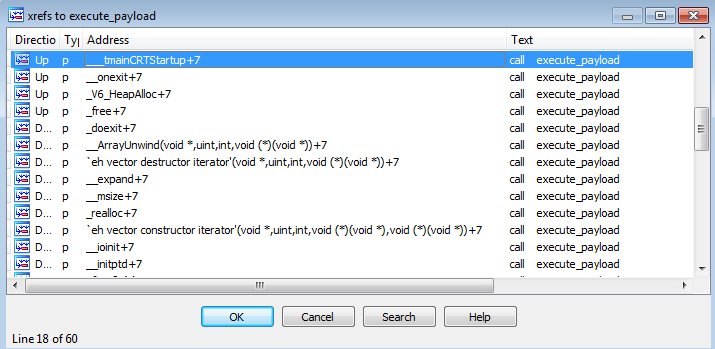 xrefs to execute_payload
Directio Ty Address Text
Up p ___tmainCRTStartup+7 call execute_payload
Up p __onexit+7 call execute_payload
Up p _V6_HeapAlloc+7 call execute_payload
Up p _free+7 call execute_payload
D... p _doexit+7 call execute_payload
D... p __ArrayUnwind(void *,uint,int,void (*)(void *))+7 call execute_payload
D... p `eh vector destructor iterator'(void *,uint,int,void (*)(void *))+7 call execute_payload
D... p __expand+7 call execute_payload
D... p __msize+7 call execute_payload
D... p _realloc+7 call execute_payload
D... p `eh vector constructor iterator'(void *,uint,int,void (*)(void *),void (*)(void *))+7 call execute_payload
D... p __ioinit+7 call execute_payload
D... p __initptd+7 call execute_payload
OK Cancel Search Help
Line 18 of 60